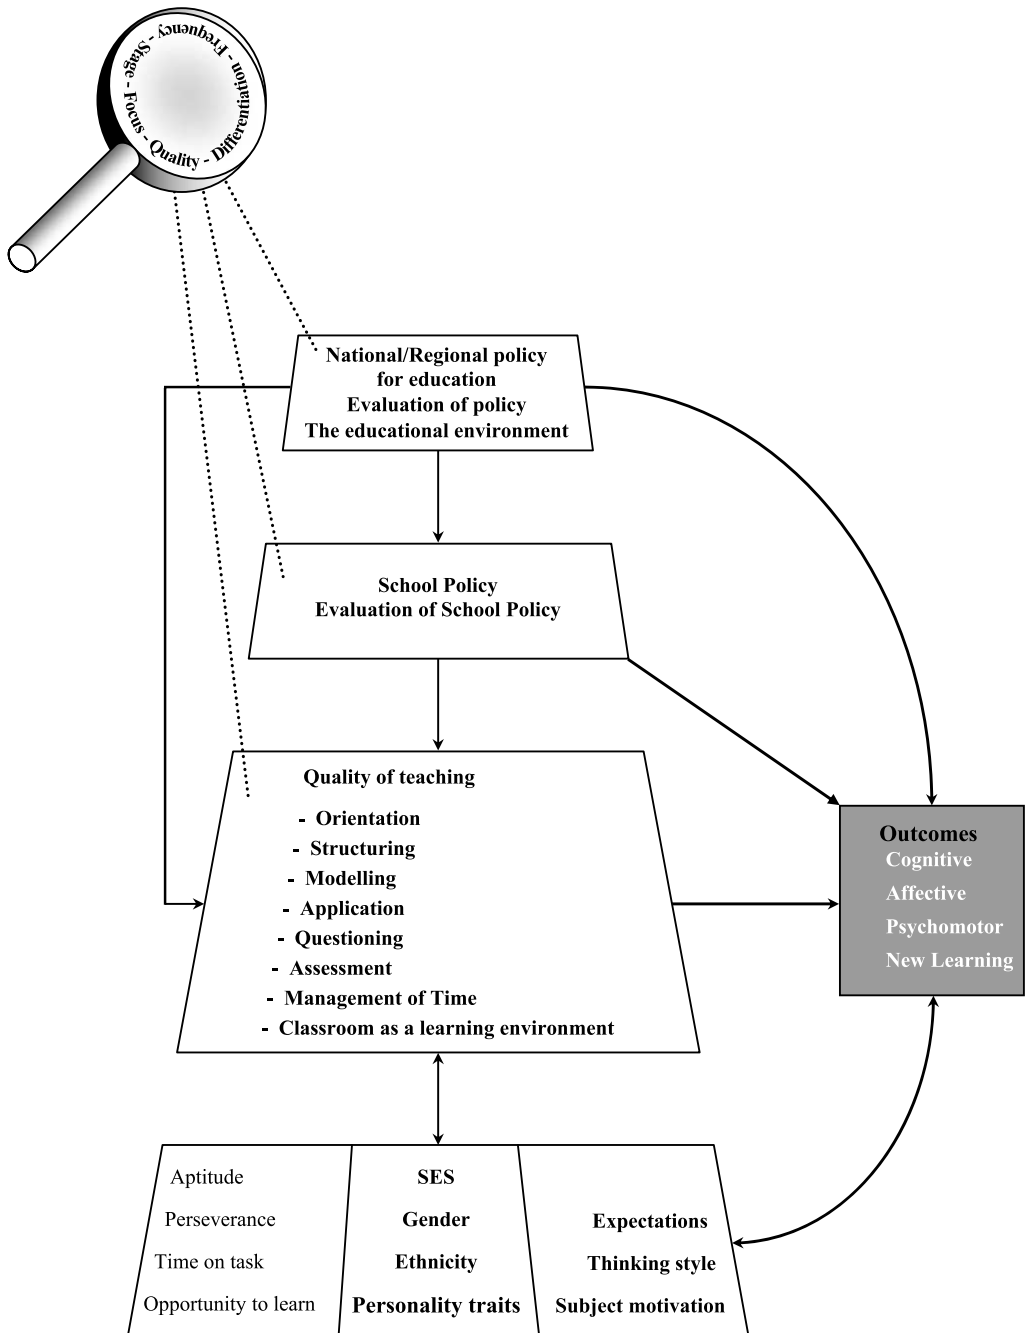 Frequency - Differentiation - Quality - Focus - Stage -
National/Regional policy
for education
Evaluation of policy
The educational environment
School Policy
Evaluation of School Policy
Quality of teaching
- Orientation
- Structuring
- Modelling
- Application
- Questioning
- Assessment
- Management of Time
- Classroom as a learning environment
Outcomes
Cognitive
Affective
Psychomotor
New Learning
Aptitude
Perseverance
Time on task
Opportunity to learn
SES
Gender
Ethnicity
Personality traits
Expectations
Thinking style
Subject motivation